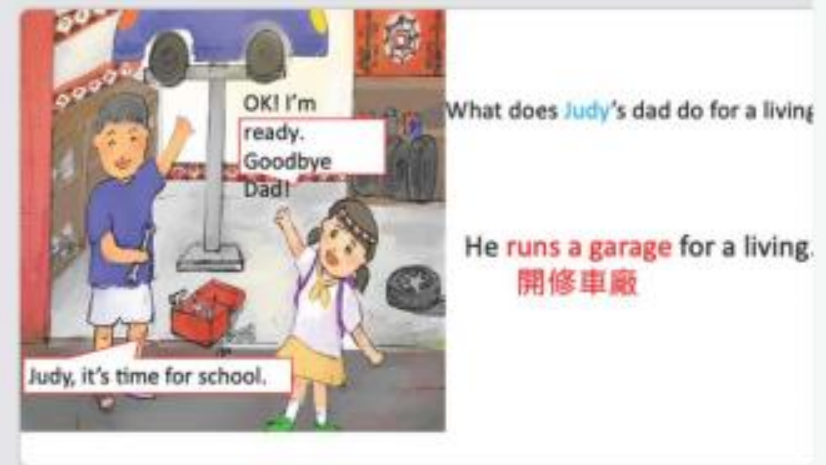 OK! I'm
ready.
Goodbye
Dad!
Judy, it's time for school.
What does Judy's dad do for a living
He runs a garage for a living.
開修車廠